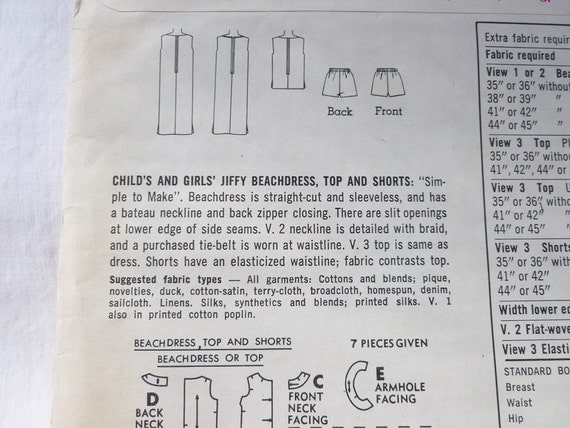 Back Front
CHILD'S AND GIRLS' JIFFY BEACHDRESS, TOP AND SHORTS: "Sim-
ple to Make". Beachdress is straight-cut and sleeveless, and has
a bateau neckline and back zipper closing. There are slit openings
at lower edge of side seams. V. 2 neckline is detailed with braid,
and a purchased tie-belt is worn at waistline. V. 3 top is same as
dress. Shorts have an elasticized waistline; fabric contrasts top.
Suggested fabric types — All garments: Cottons and blends; pique,
novelties, duck, cotton-satin, terry-cloth, broadcloth, homespun, denim,
sailcloth. Linens. Silks, synthetics and blends; printed silks. V. 1
also in printed cotton poplin.
BEACHDRESS, TOP AND SHORTS 7 PIECES GIVEN
BEACHDRESS OR TOP
D
BACK
NECK
FACING
C
FRONT
NECK
FACING
E
ARMHOLE
FACING
Extra fabric requir
Fabric required
View 1 or 2 Bea
35" or 36" without
38" or 39" "
41" or 42" "
44" or 45" "
View 3 Top
35" or 36" witho
41", 42", 44" or
View 3 Top U
35" or 36" witho
41" or 42" "
44" or 45" "
View 3 Shorts
35" or 36" with
41" or 42"
44" or 45"
Width lower ed
V. 2 Flat-wove
View 3 Elasti
STANDARD BO
Breast
Waist
Hip